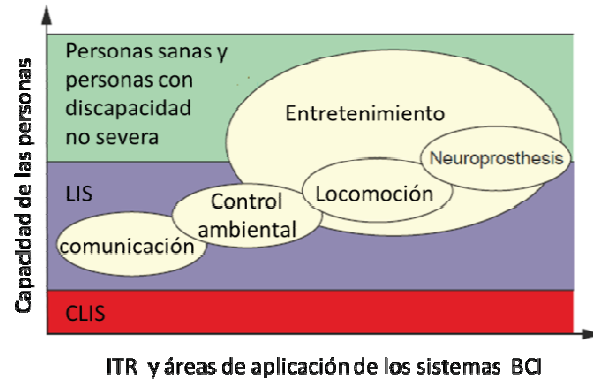 Capacidad de las personas
Personas sanas y
personas con
discapacidad
no severa
Entretenimiento
Neuroprosthesis
LIS
Control
ambiental
Locomoción
comunicación
CLIS
ITR y áreas de aplicación de los sistemas BCI